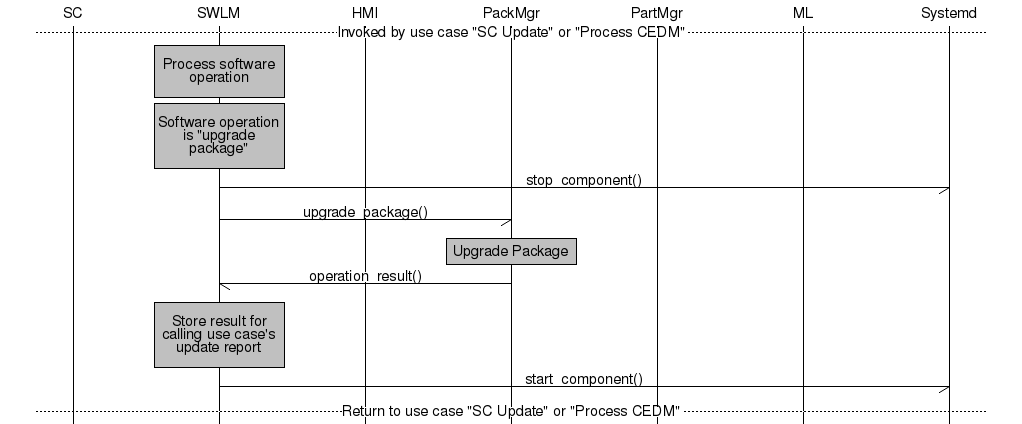 SC SWLM HMI PackMgr PartMgr ML Systemd
Invoked by use case "SC Update" or "Process CEDM"
Process software
operation
Software operation
is "upgrade
package"
stop_component()
upgrade_package()
Upgrade Package
operation_result()
Store result for
calling use case's
update report
start_component()
Return to use case "SC Update" or "Process CEDM"